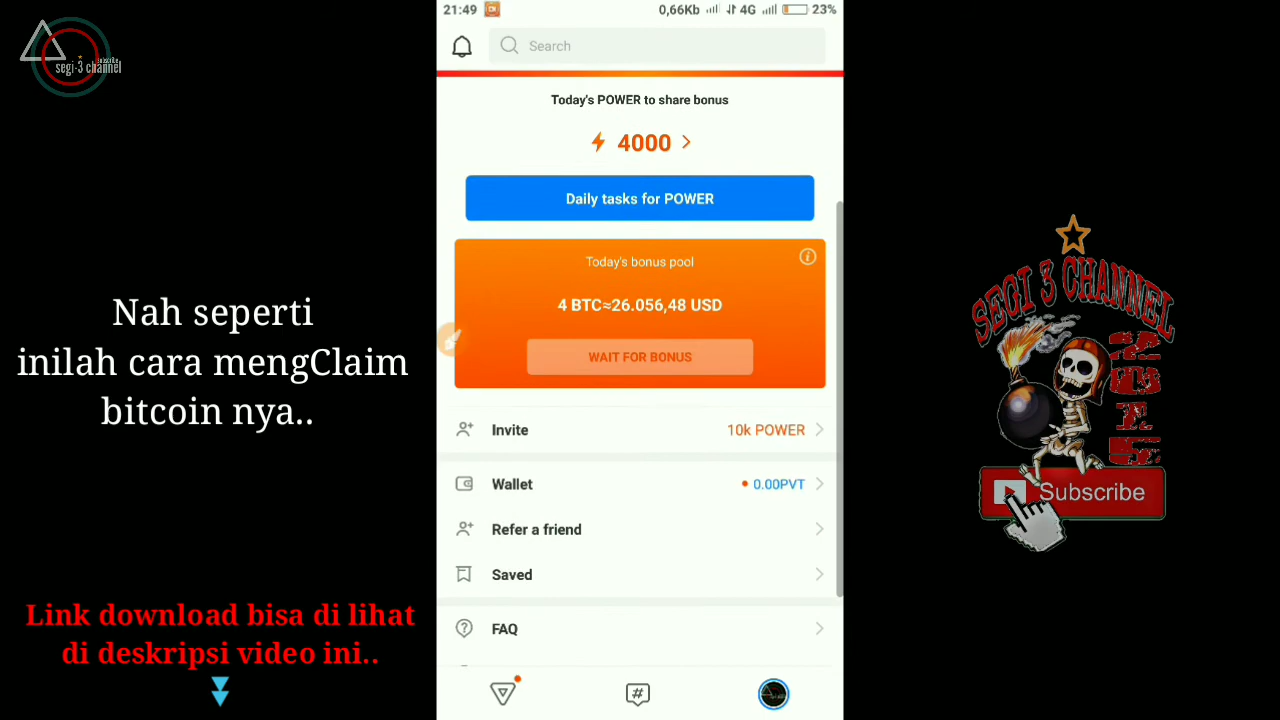 segi-3 channel
subscribe
Nah seperti
inilah cara mengClaim
bitcoin nya..
Link download bisa di lihat
di deskripsi video ini..
21:49
0,66Kb 4G 23%
Search
Today's POWER to share bonus
4000
Daily tasks for POWER
Today's bonus pool
4 BTC≈26.056,48 USD
WAIT FOR BONUS
Invite 10k POWER
Wallet 0.00PVT
Refer a friend
Saved
FAQ
SEGI 3 CHANNEL
Subscribe